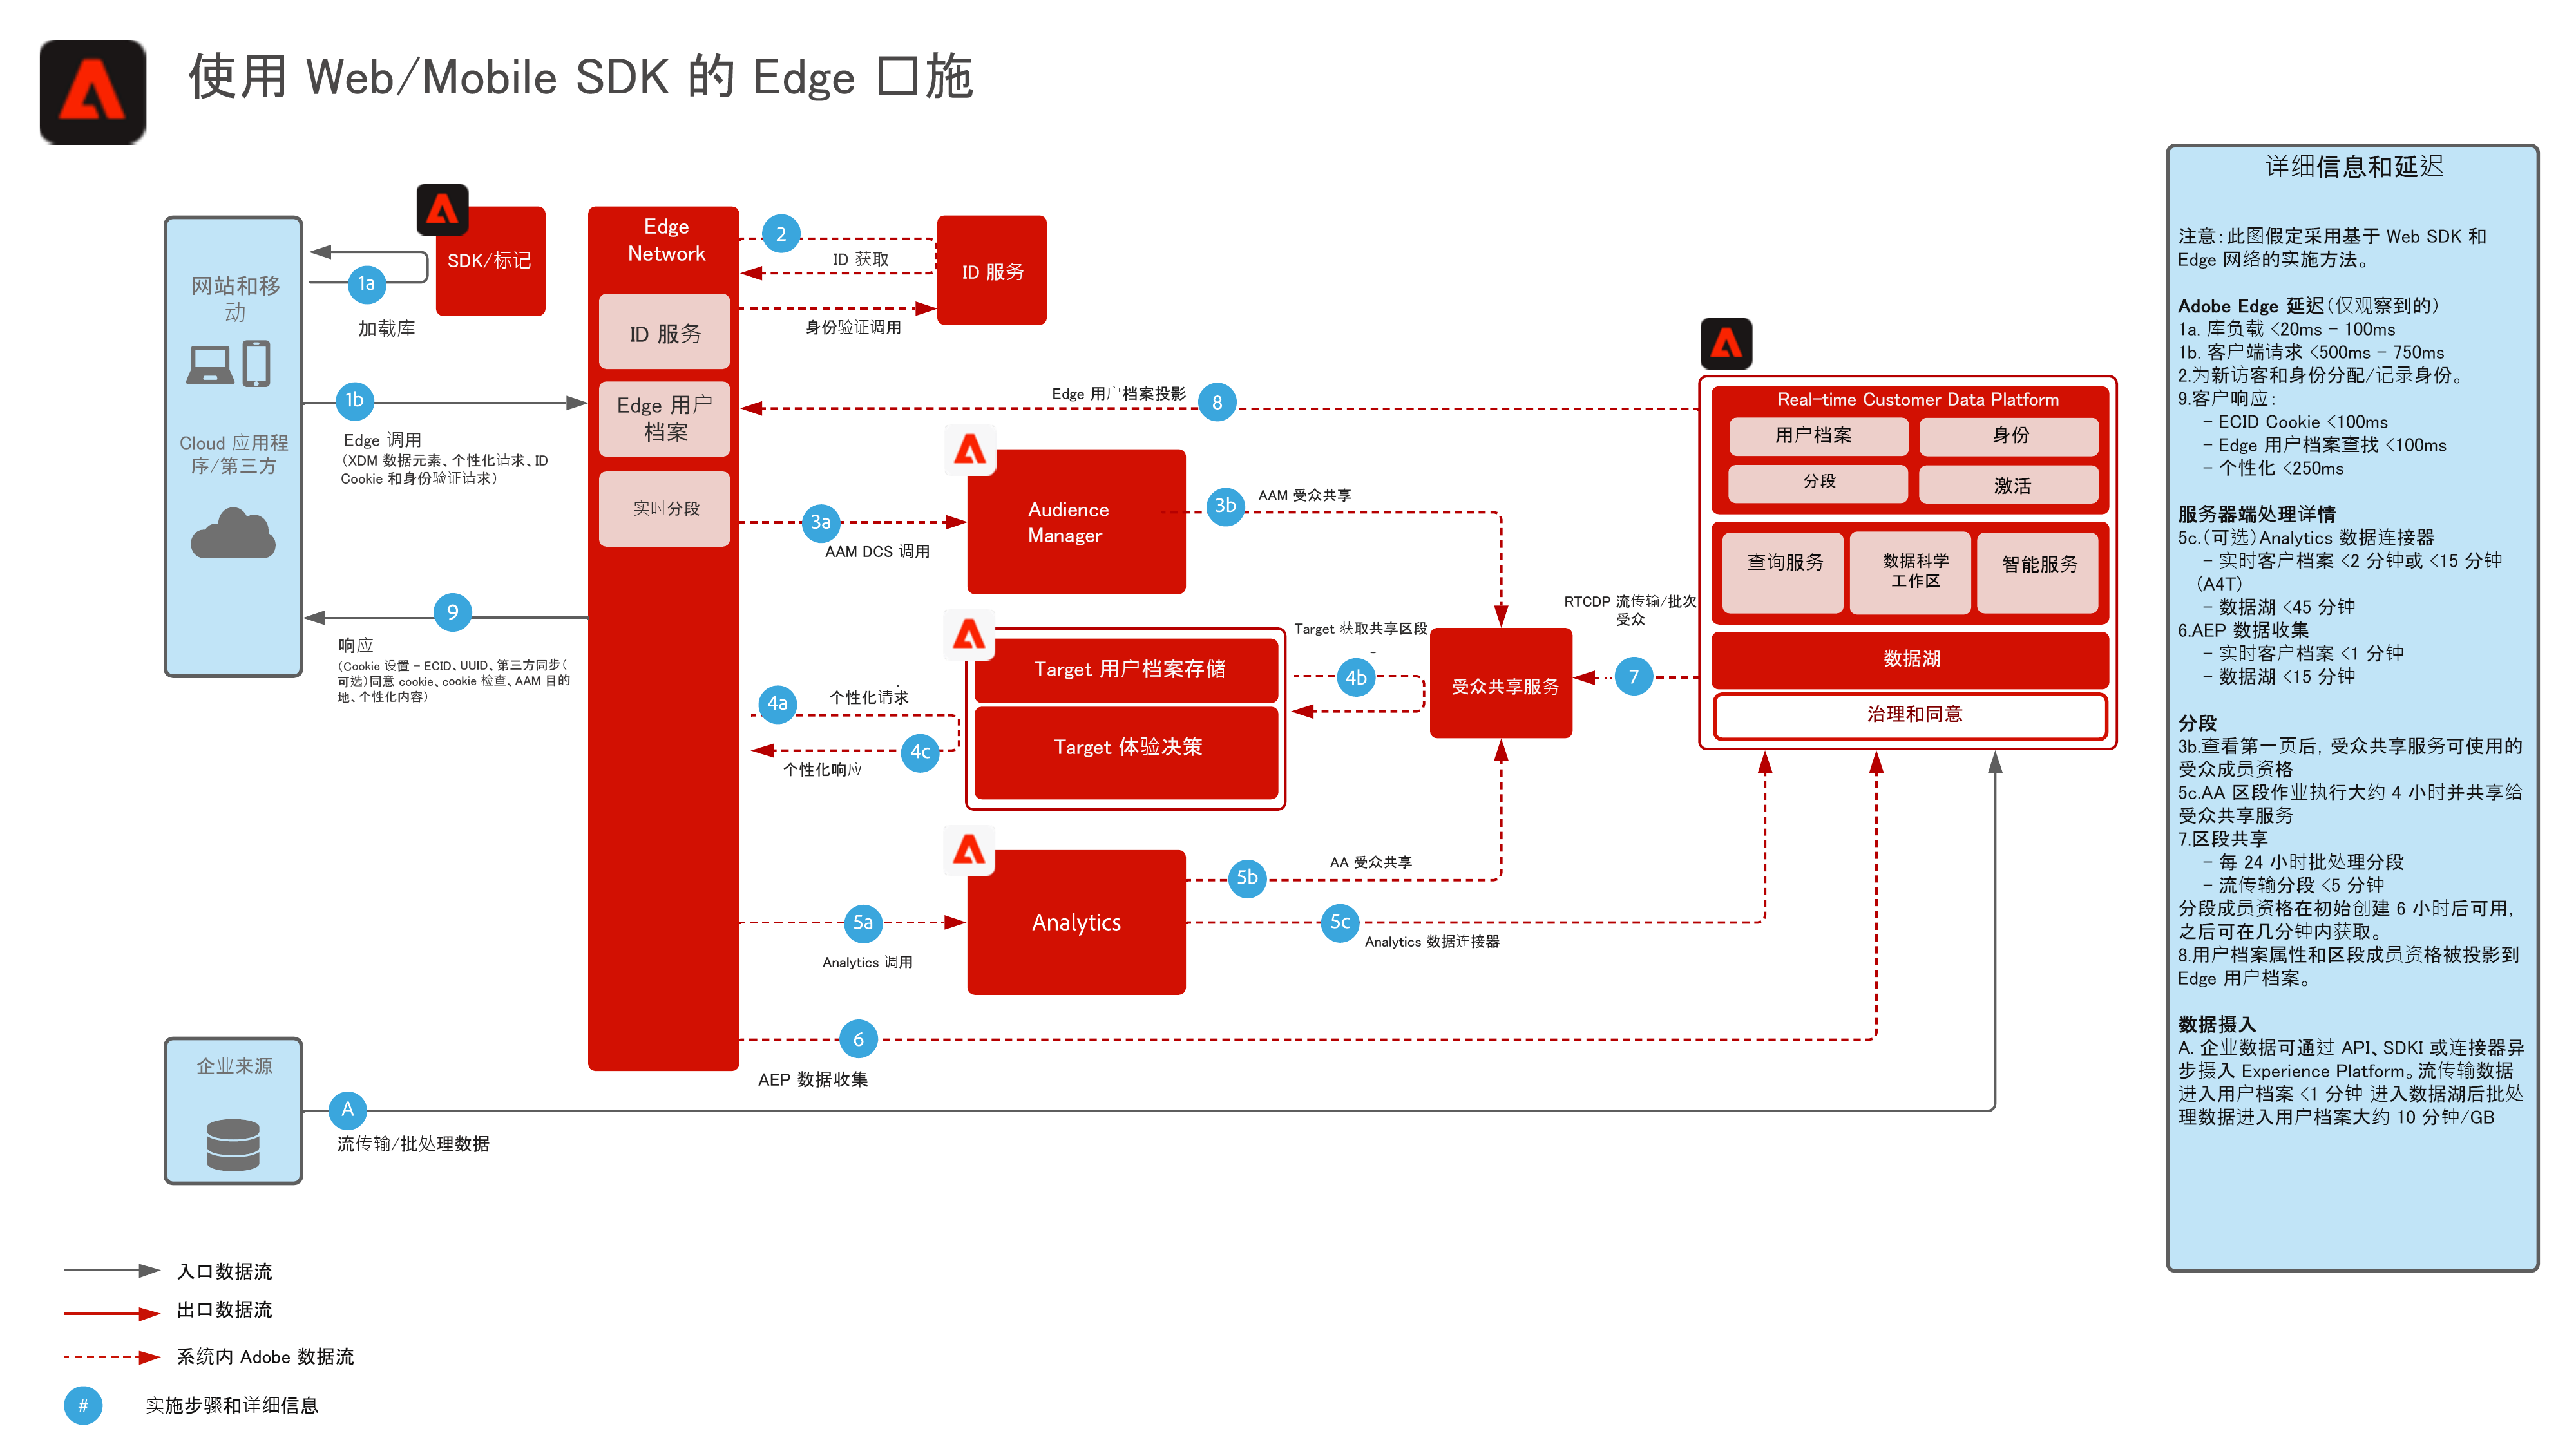 使用 Web/Mobile SDK 的 Edge 口施
网站和移
动
Cloud 应用程
序/第三方
SDK/标记
1a
加载库
1b
Edge 调用
(XDM 数据元素、个性化请求、ID
Cookie 和身份验证请求)
9
响应
(Cookie 设置 - ECID、UUID、第三方同步(
可选)同意 cookie、cookie 检查、AAM 目的
地、个性化内容)
Edge
Network
ID 服务
Edge 用户
档案
实时分段
2
ID 获取
身份验证调用
ID 服务
Edge 用户档案投影
8
3a
AAM DCS 调用
Audience
Manager
3b
AAM 受众共享
4a
个性化请求
4c
个性化响应
Target 用户档案存储
Target 体验决策
Target 获取共享区段
4b
受众共享服务
RTCDP 流传输/批次
受众
7
5a
Analytics 调用
Analytics
5b
AA 受众共享
5c
Analytics 数据连接器
6
AEP 数据收集
Real-time Customer Data Platform
用户档案
身份
分段
激活
查询服务
数据科学
工作区
智能服务
数据湖
治理和同意
企业来源
A
流传输/批处理数据
入口数据流
出口数据流
系统内 Adobe 数据流
#
实施步骤和详细信息
详细信息和延迟
注意:此图假定采用基于 Web SDK 和
Edge 网络的实施方法。
Adobe Edge 延迟(仅观察到的)
1a. 库负载 <20ms - 100ms
1b. 客户端请求 <500ms - 750ms
2.为新访客和身份分配/记录身份。
9.客户响应:
- ECID Cookie <100ms
- Edge 用户档案查找 <100ms
- 个性化 <250ms
服务器端处理详情
5c.(可选)Analytics 数据连接器
- 实时客户档案 <2 分钟或 <15 分钟
(A4T)
- 数据湖 <45 分钟
6.AEP 数据收集
- 实时客户档案 <1 分钟
- 数据湖 <15 分钟
分段
3b.查看第一页后, 受众共享服务可使用的
受众成员资格
5c.AA 区段作业执行大约 4 小时并共享给
受众共享服务
7.区段共享
- 每 24 小时批处理分段
- 流传输分段 <5 分钟
分段成员资格在初始创建 6 小时后可用,
之后可在几分钟内获取。
8.用户档案属性和区段成员资格被投影到
Edge 用户档案。
数据摄入
A. 企业数据可通过 API、SDKI 或连接器异
步摄入 Experience Platform。流传输数据
进入用户档案 <1 分钟 进入数据湖后批处
理数据进入用户档案大约 10 分钟/GB